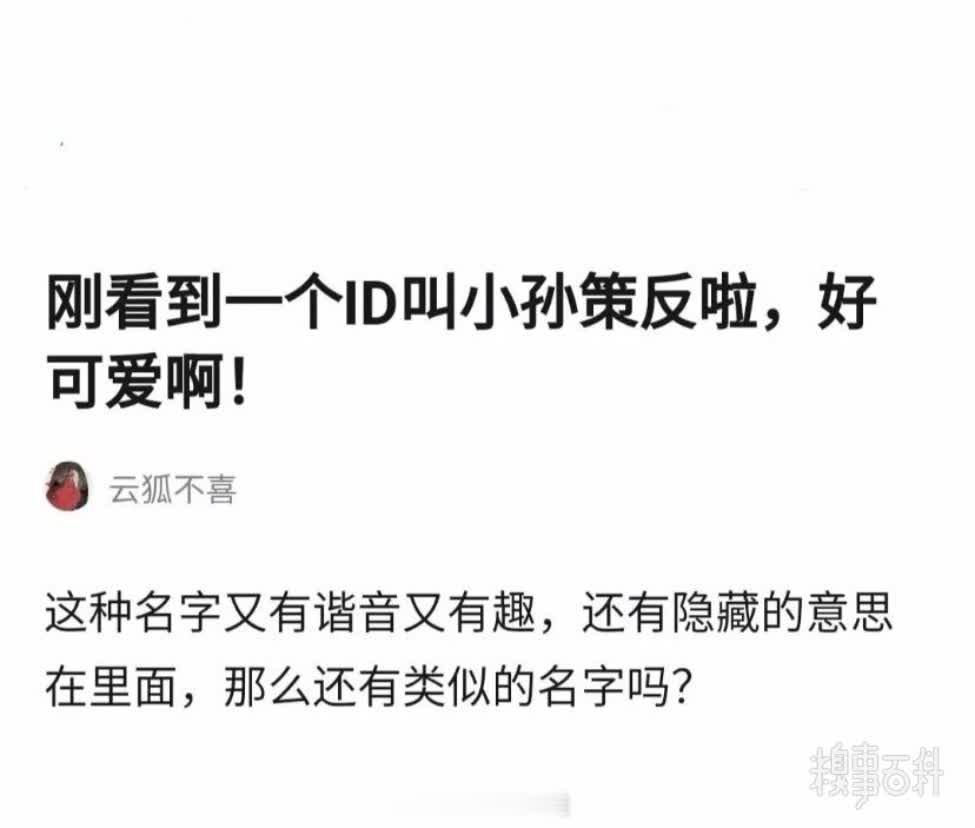 刚看到一个ID叫小孙策反啦，好
可爱啊！
云狐不喜
这种名字又有谐音又有趣，还有隐藏的意思
在里面，那么还有类似的名字吗？
糗事百科